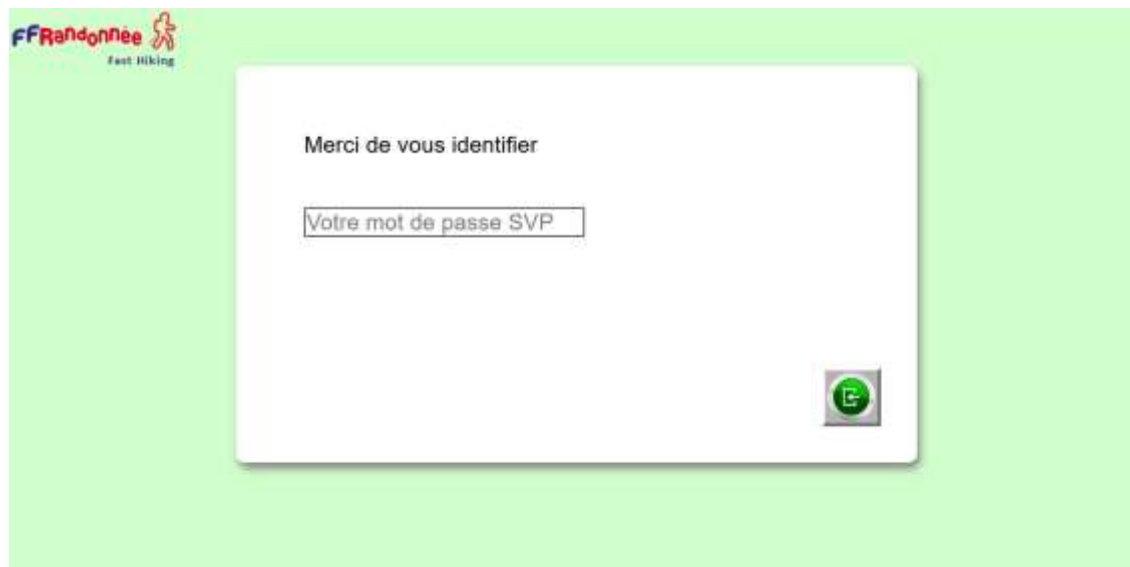 FFRandonnée
Fast Hiking
Merci de vous identifier
Votre mot de passe SVP